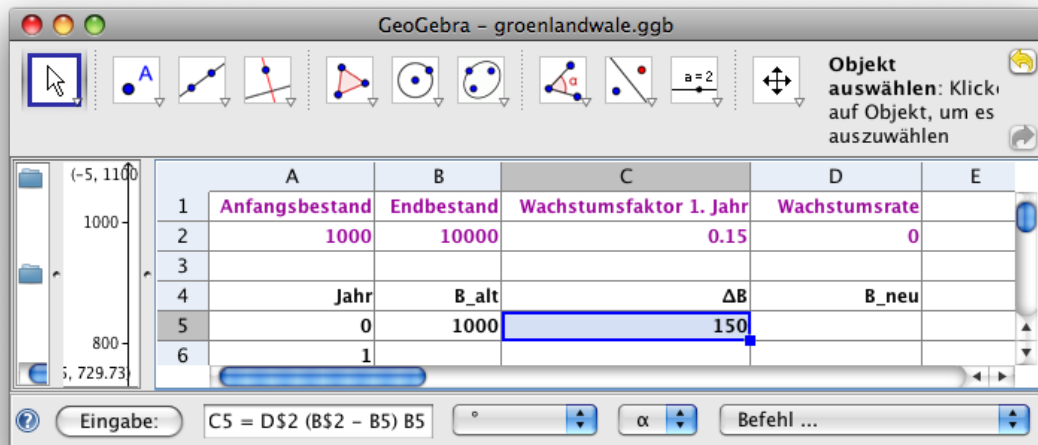 GeoGebra – groenlandwale.ggb
A
α
a=2
Objekt
auswählen: Klicke
auf Objekt, um es
auszuwählen
(-5, 1100
1000
800
5, 729.73)
A B C D E
1 Anfangsbestand Endbestand Wachstumsfaktor 1. Jahr Wachstumsrate
2 1000 10000 0.15 0
3
4 Jahr B_alt ΔB B_neu
5 0 1000 150
6 1
? Eingabe: C5 = D$2 (B$2 – B5) B5 ° α Befehl ...